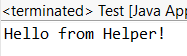 <terminated> Test [Java App
Hello from Helper!